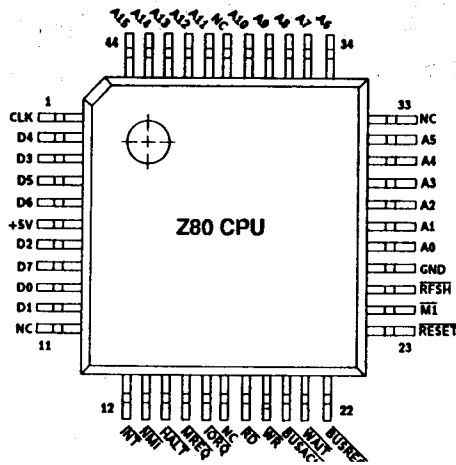 A15 A14 A13 A12 A11 NC A10 A9 A8 A7 A6
44 34
1 33
CLK NC
D4 A5
D3 A4
D5 A3
D6 A2
+5V A1
D2 A0
Z80 CPU
D7 GND
D0 RFSH
D1 M1
NC RESET
11 23
12 22
INT NMI HALT MREQ IORQ NC RD WR BUSACK WAIT BUSREQ